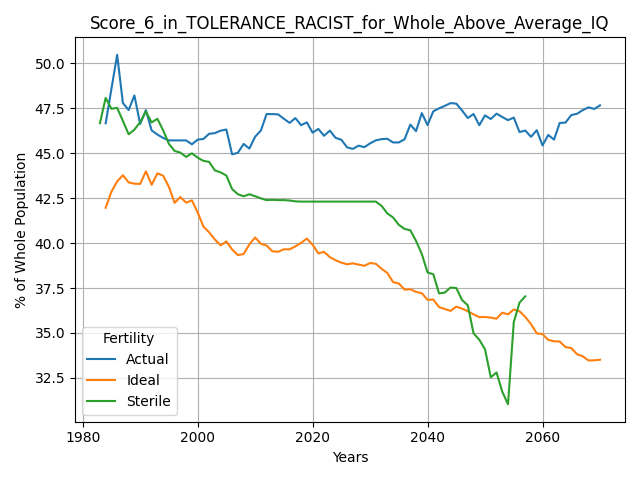 Score_6_in_TOLERANCE_RACIST_for_Whole_Above_Average_IQ
% of Whole Population
50.0
47.5
45.0
42.5
40.0
37.5
35.0
32.5
Fertility
Actual
Ideal
Sterile
1980
2000
2020
2040
2060
Years